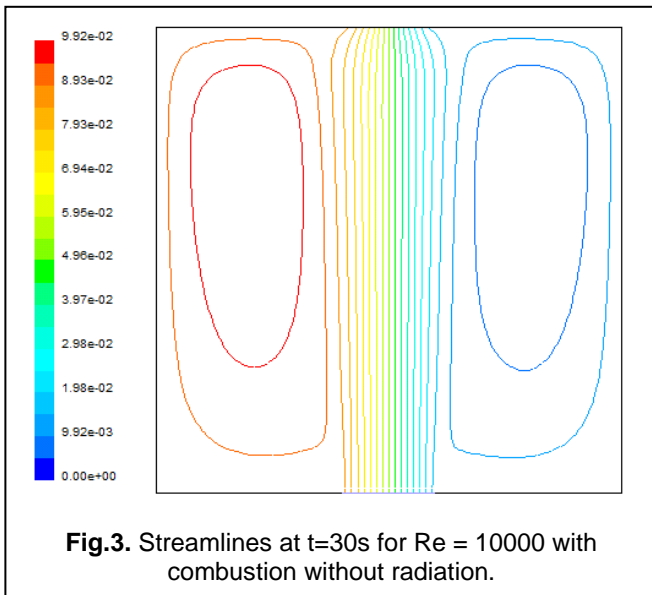 9.92e-02
8.93e-02
7.93e-02
6.94e-02
5.95e-02
4.96e-02
3.97e-02
2.98e-02
1.98e-02
9.92e-03
0.00e+00
Fig.3. Streamlines at t=30s for Re = 10000 with
combustion without radiation.